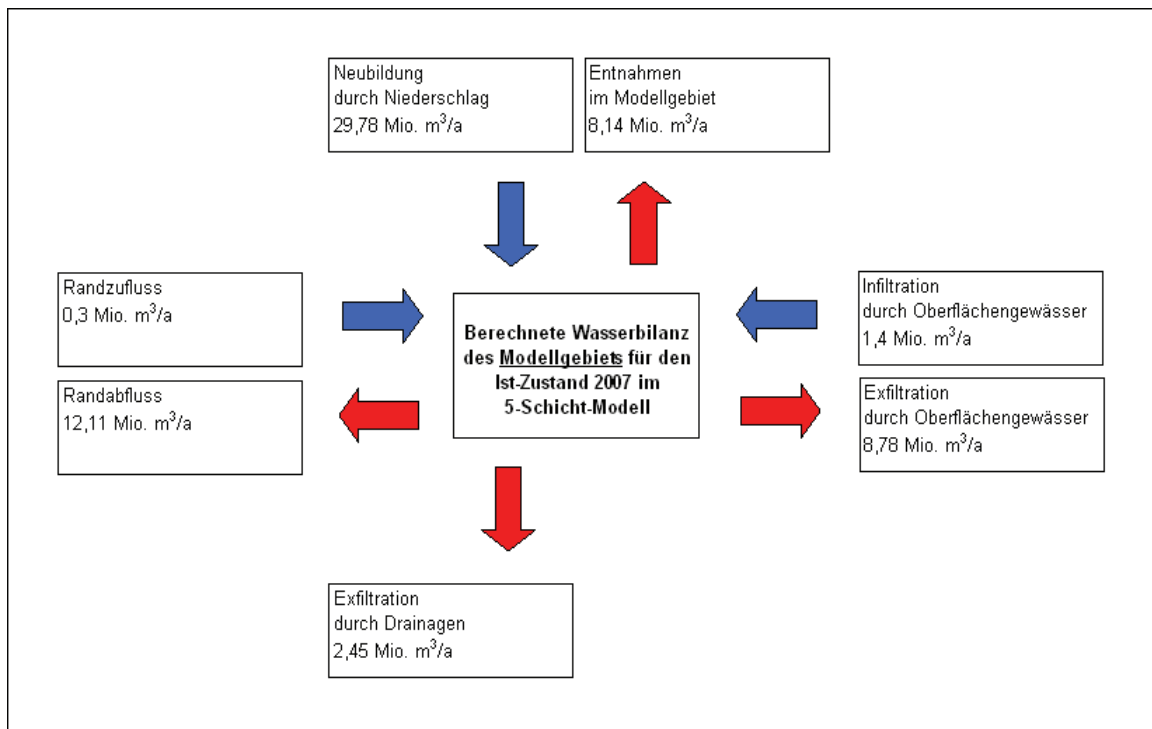 Neubildung
durch Niederschlag
29,78 Mio. m³/a
Entnahmen
im Modellgebiet
8,14 Mio. m³/a
Randzufluss
0,3 Mio. m³/a
Randabfluss
12,11 Mio. m³/a
Berechnete Wasserbilanz
des Modellgebiets für den
Ist-Zustand 2007 im
5-Schicht-Modell
Infiltration
durch Oberflächengewässer
1,4 Mio. m³/a
Exfiltration
durch Oberflächengewässer
8,78 Mio. m³/a
Exfiltration
durch Drainagen
2,45 Mio. m³/a